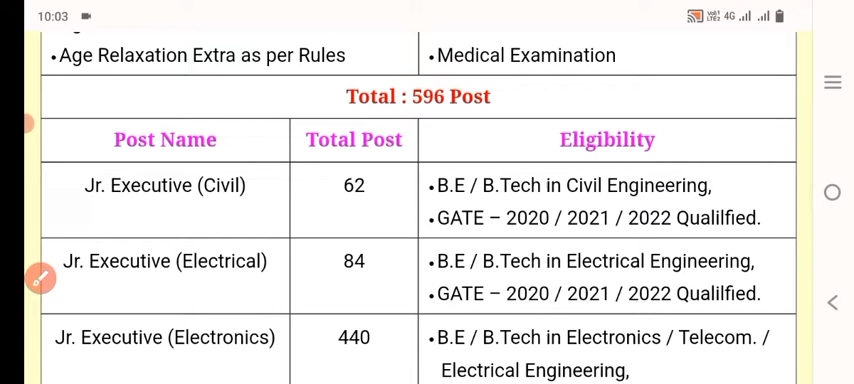 10:03
Vo1 LTE2 4G
• Age Relaxation Extra as per Rules
• Medical Examination
Total : 596 Post
Post Name Total Post Eligibility
Jr. Executive (Civil) 62 • B.E / B.Tech in Civil Engineering,
• GATE – 2020 / 2021 / 2022 Qualilfied.
Jr. Executive (Electrical) 84 • B.E / B.Tech in Electrical Engineering,
• GATE – 2020 / 2021 / 2022 Qualilfied.
Jr. Executive (Electronics) 440 • B.E / B.Tech in Electronics / Telecom. /
Electrical Engineering,